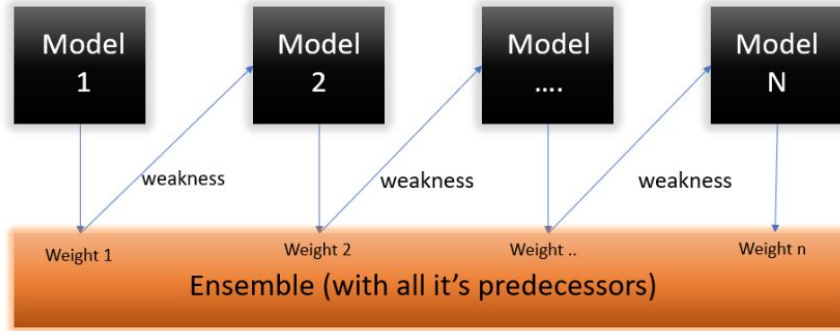 Model
1
Model
2
Model
....
Model
N
weakness
weakness
weakness
Weight 1
Weight 2
Weight ..
Weight n
Ensemble (with all it's predecessors)